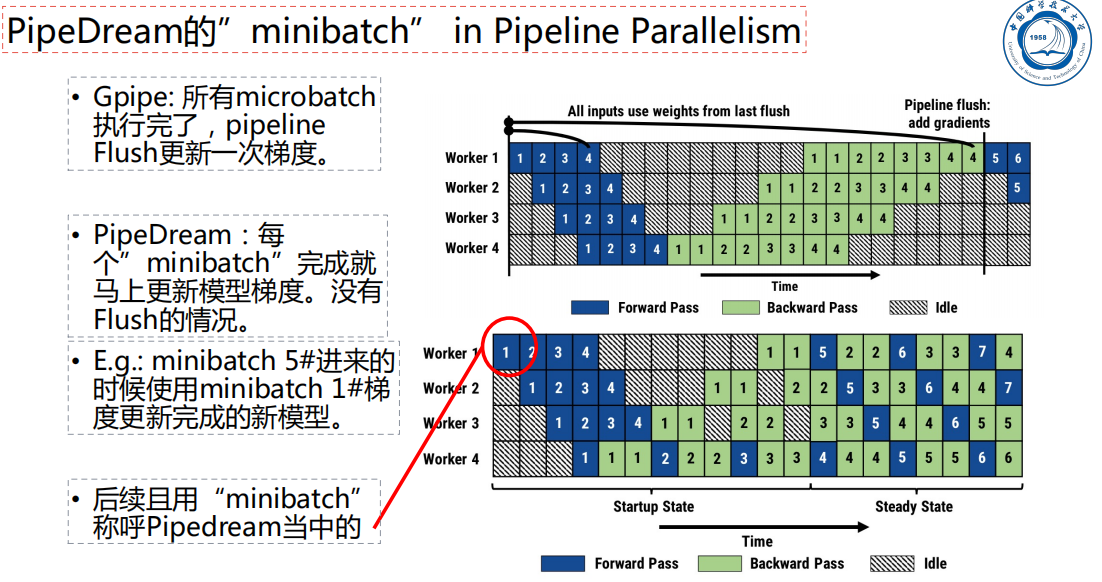 PipeDream的”minibatch” in Pipeline Parallelism
中国科学技术大学
1958
University of Science and Technology of China
• Gpipe: 所有microbatch
执行完了，pipeline
Flush更新一次梯度。
• PipeDream：每
个”minibatch”完成就
马上更新模型梯度。没有
Flush的情况。
• E.g.: minibatch 5#进来的
时候使用minibatch 1#梯
度更新完成的新模型。
• 后续且用“minibatch”
称呼Pipedream当中的
All inputs use weights from last flush
Pipeline flush:
add gradients
Worker 1 1 2 3 4 1 1 2 2 3 3 4 4 5 6
Worker 2 1 2 3 4 1 1 2 2 3 3 4 4 5
Worker 3 1 2 3 4 1 1 2 2 3 3 4 4
Worker 4 1 2 3 4 1 1 2 2 3 3 4 4
Time
Forward Pass Backward Pass Idle
Worker 1 1 2 3 4 1 1 5 2 2 6 3 3 7 4
Worker 2 1 2 3 4 1 1 2 2 5 3 3 6 4 4 7
Worker 3 1 2 3 4 1 1 2 2 3 3 5 4 4 6 5 5
Worker 4 1 1 1 2 2 2 3 3 3 4 4 4 5 5 5 6 6
Startup State Steady State
Time
Forward Pass Backward Pass Idle